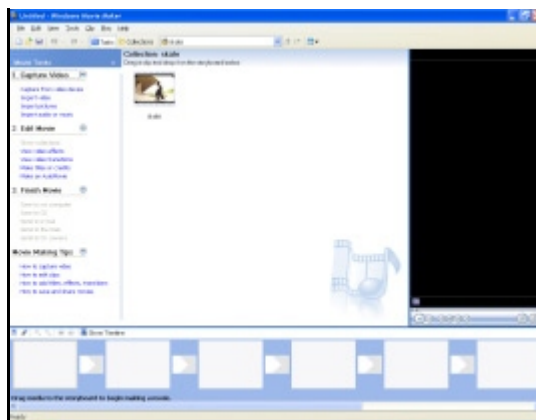 Untitled - Windows Movie Maker
File Edit View Tools Clip Play Help
Tasks Collections skate
Movie Tasks
Collection: skate
Drag a clip and drop it on the storyboard below.
1. Capture Video
Capture from video device
Import video
Import pictures
Import audio or music
skate
2. Edit Movie
Show collections
View video effects
View video transitions
Make titles or credits
Make an AutoMovie
3. Finish Movie
Save to my computer
Save to CD
Send in e-mail
Send to the Web
Send to DV camera
Movie Making Tips
How to capture video
How to edit clips
How to add titles, effects, transitions
How to save and share movies
Show Timeline
Drag media to the storyboard to begin making a movie.
Ready